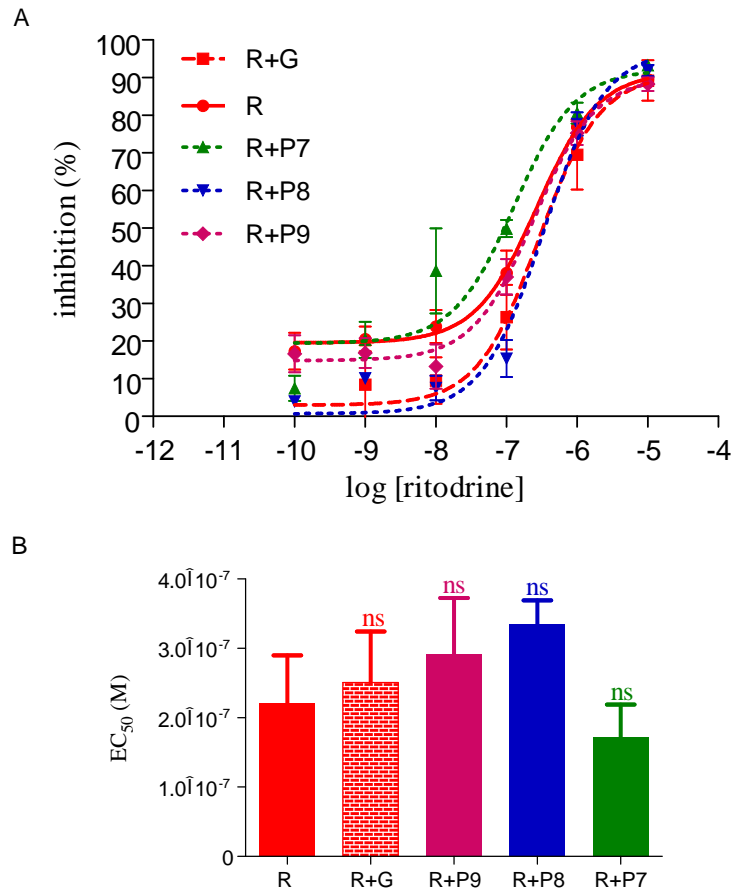 A
100
90
80
70
60
50
40
30
20
10
0
inhibition (%)
R+G
R
R+P7
R+P8
R+P9
-12 -11 -10 -9 -8 -7 -6 -5 -4
log [ritodrine]
B
4.0Î10-7
3.0Î10-7
2.0Î10-7
1.0Î10-7
0
EC50 (M)
ns ns ns ns
R R+G R+P9 R+P8 R+P7